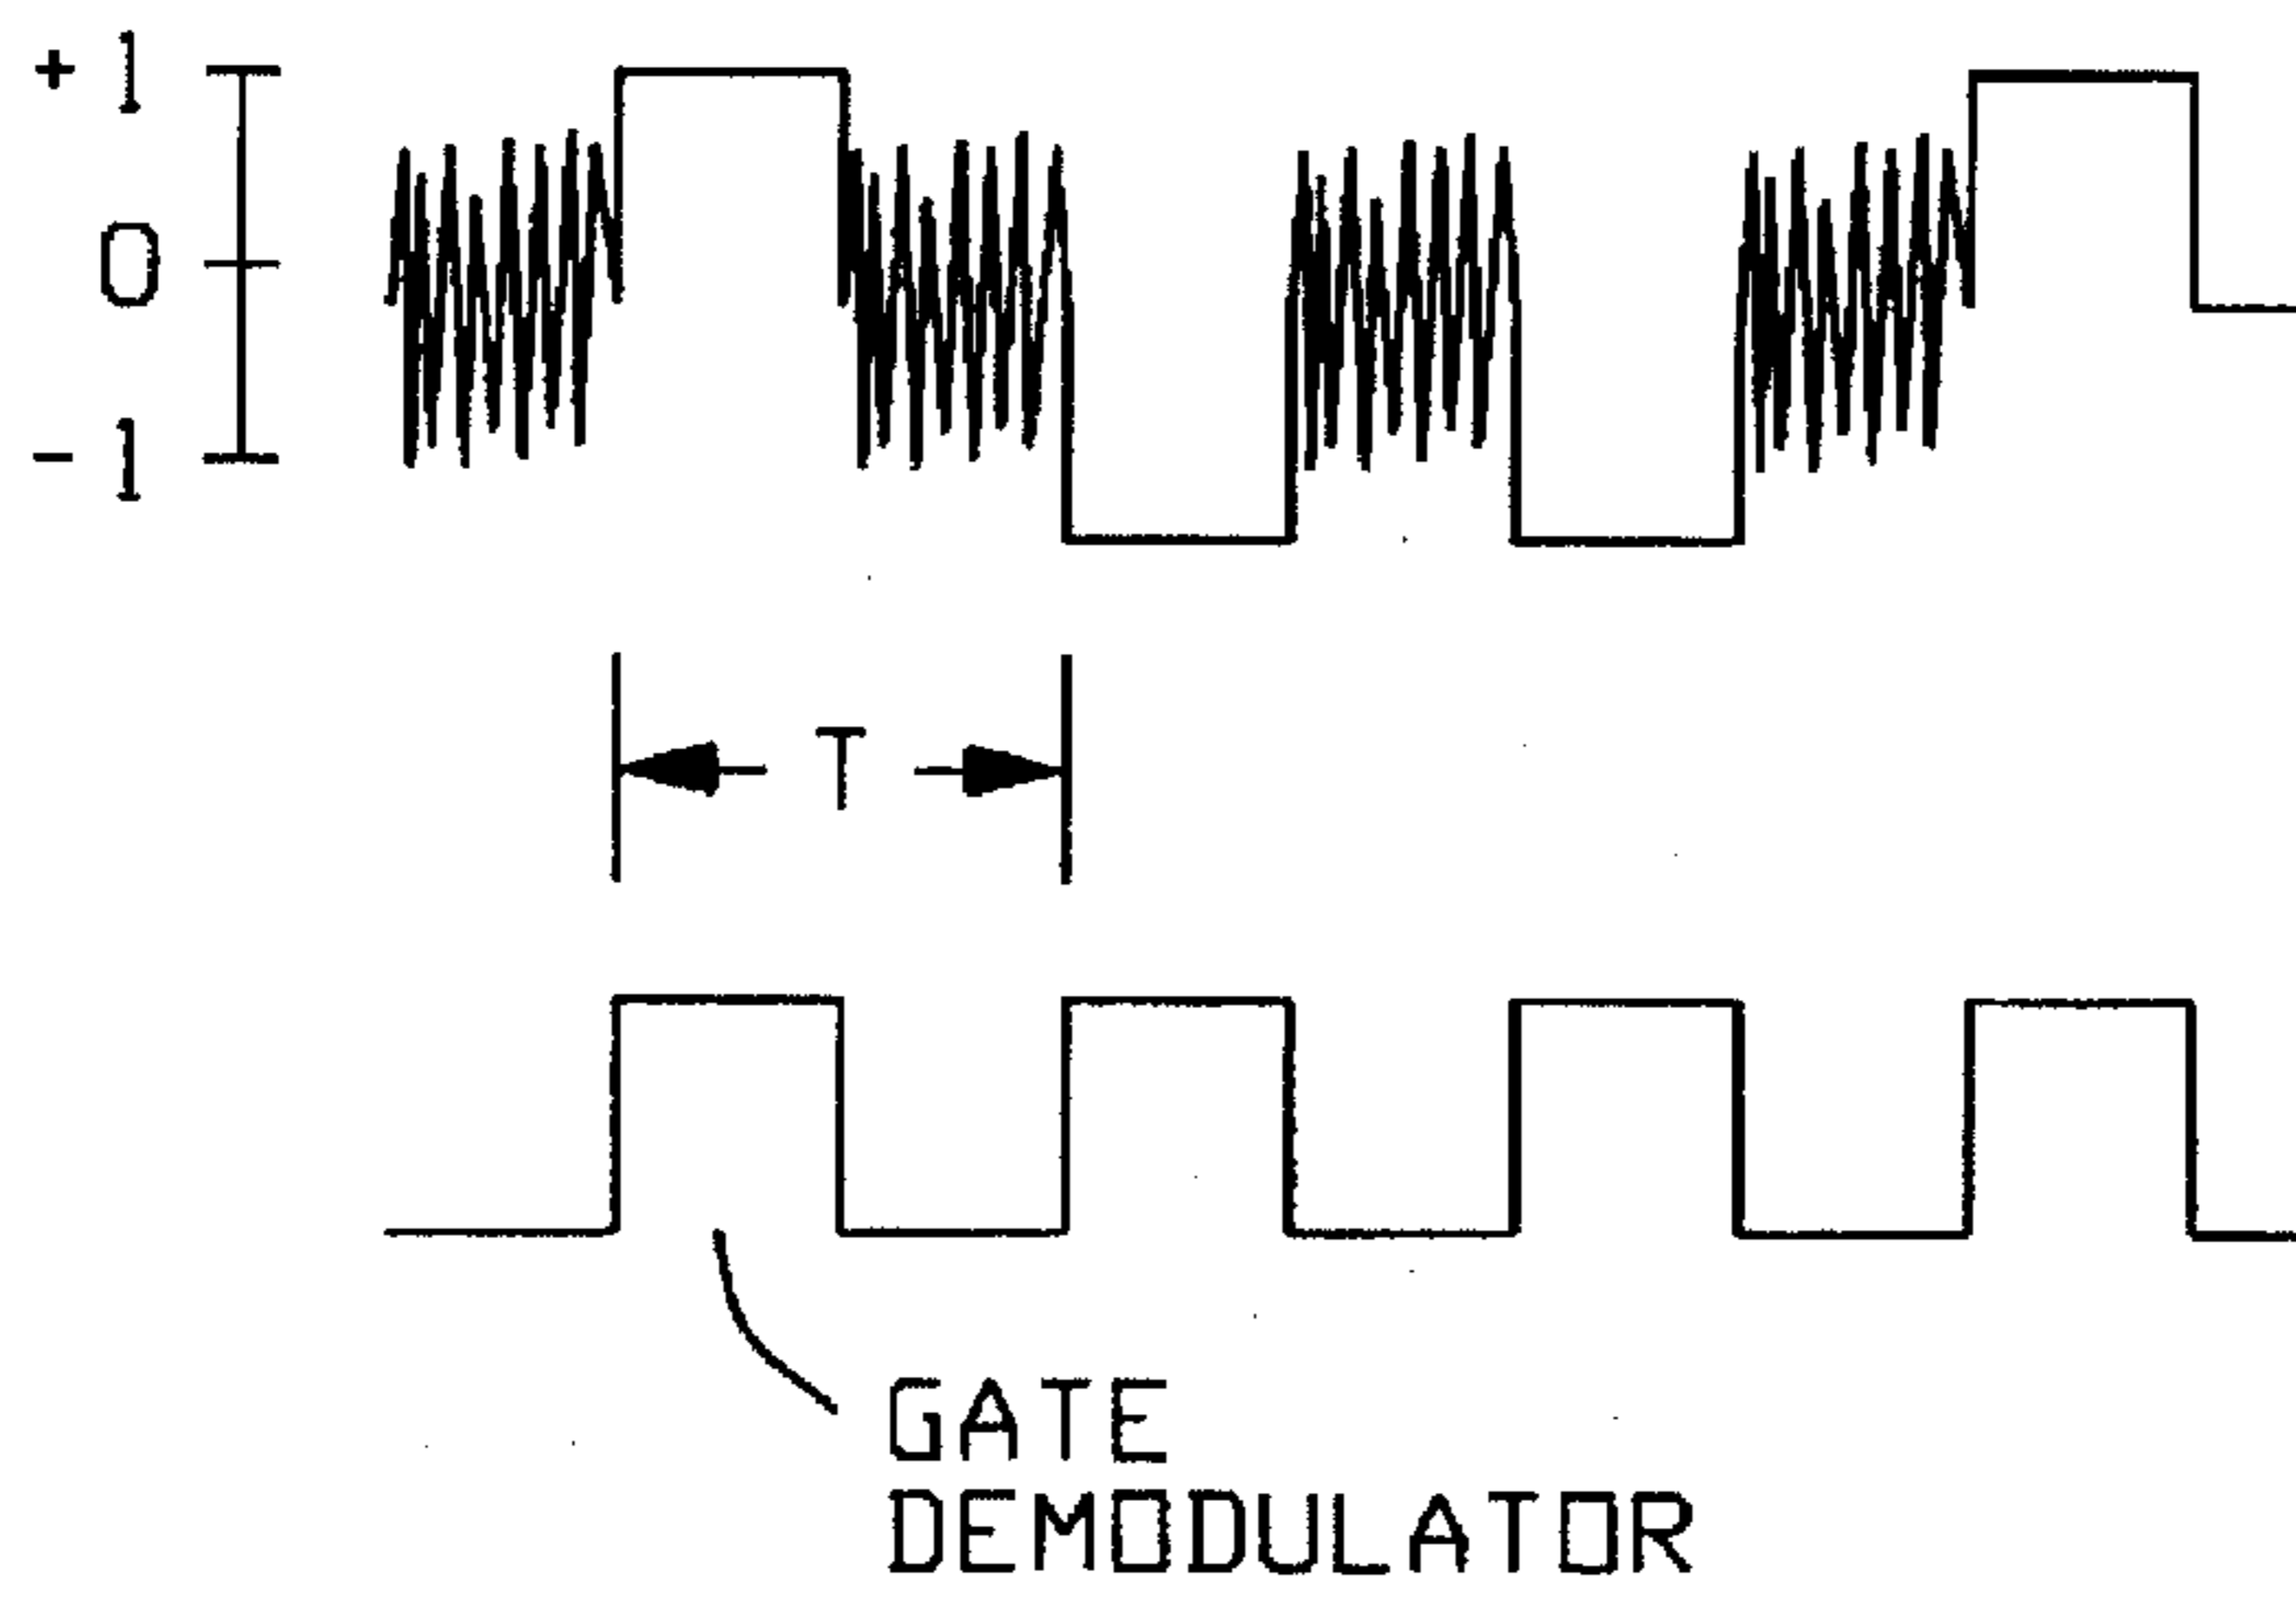 + 1
0
- 1
T
GATE
DEMODULATOR